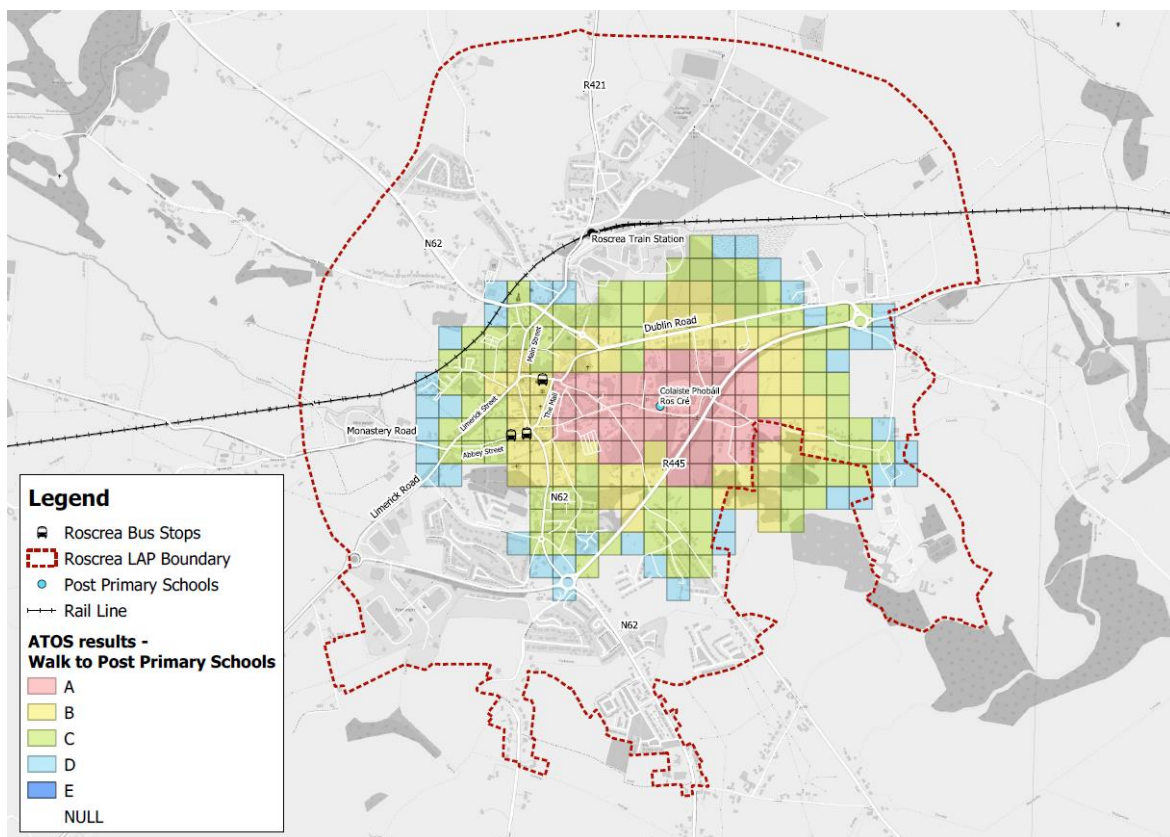 R421
N62
Roscrea Train Station
Dublin Road
Main Street
Colaiste Phobáil
Ros Cré
The Mall
Limerick Street
Monastery Road
Abbey Street
R445
Limerick Road
N62
N62
Legend
Roscrea Bus Stops
Roscrea LAP Boundary
Post Primary Schools
Rail Line
ATOS results -
Walk to Post Primary Schools
A
B
C
D
E
NULL